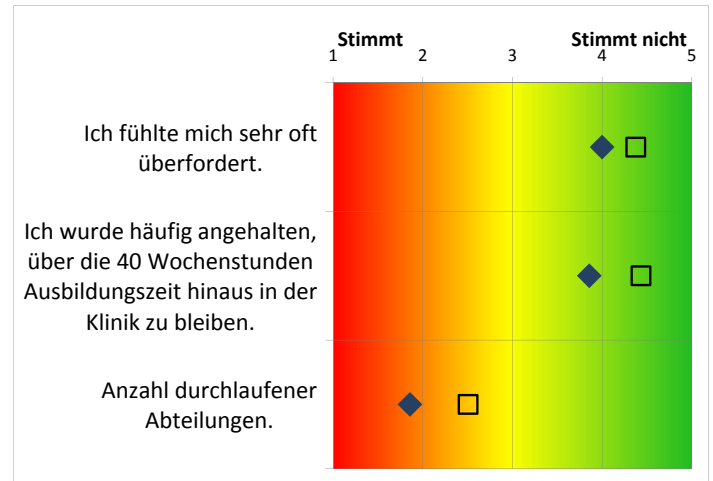 Stimmt Stimmt nicht
1 2 3 4 5
Ich fühlte mich sehr oft
überfordert.
Ich wurde häufig angehalten,
über die 40 Wochenstunden
Ausbildungszeit hinaus in der
Klinik zu bleiben.
Anzahl durchlaufener
Abteilungen.